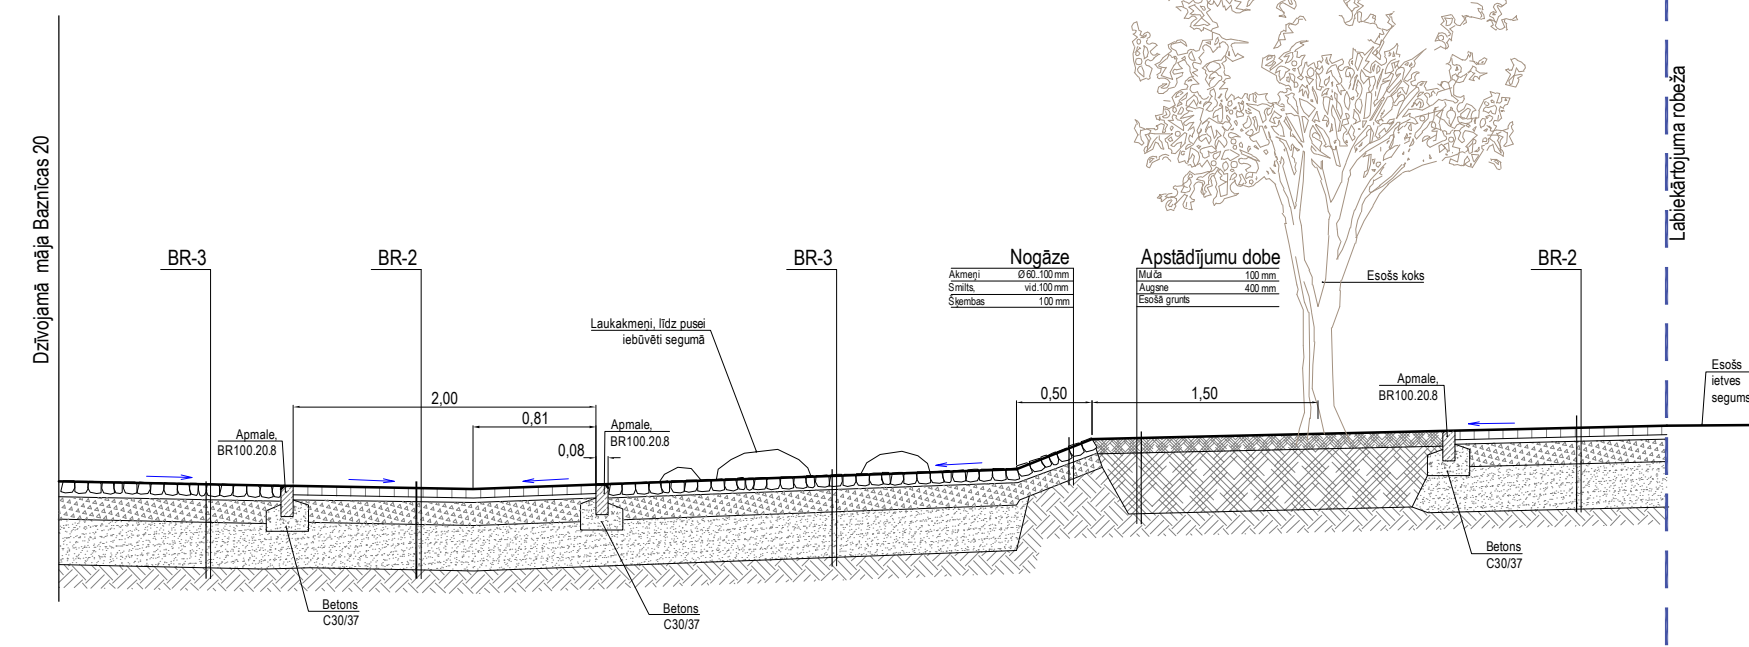 Dzīvojamā māja Baznīcas 20
BR-3
BR-2
BR-3
Nogāze
Akmeņi Ø60..100 mm
Smilts, vid.100 mm
Šķembas 100 mm
Apstādījumu dobe
Mulča 100 mm
Augsne 400 mm
Esošā grunts
Esošs koks
BR-2
Labiekārtojuma robeža
Laukakmeņi, līdz pusei
iebūvēti segumā
Esošs
ietves
segums
Apmale,
BR100.20.8
2,00
0,81
0,08
Apmale,
BR100.20.8
0,50
1,50
Apmale,
BR100.20.8
Betons
C30/37
Betons
C30/37
Betons
C30/37